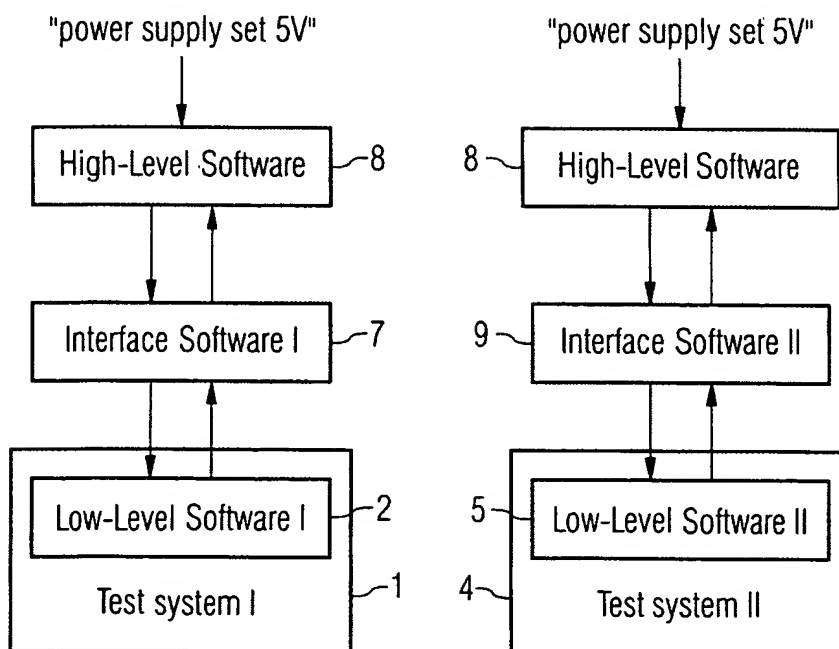 "power supply set 5V"
High-Level Software
8
Interface Software I
7
Low-Level Software I
2
Test system I
1
"power supply set 5V"
8
High-Level Software
9
Interface Software II
5
Low-Level Software II
4
Test system II